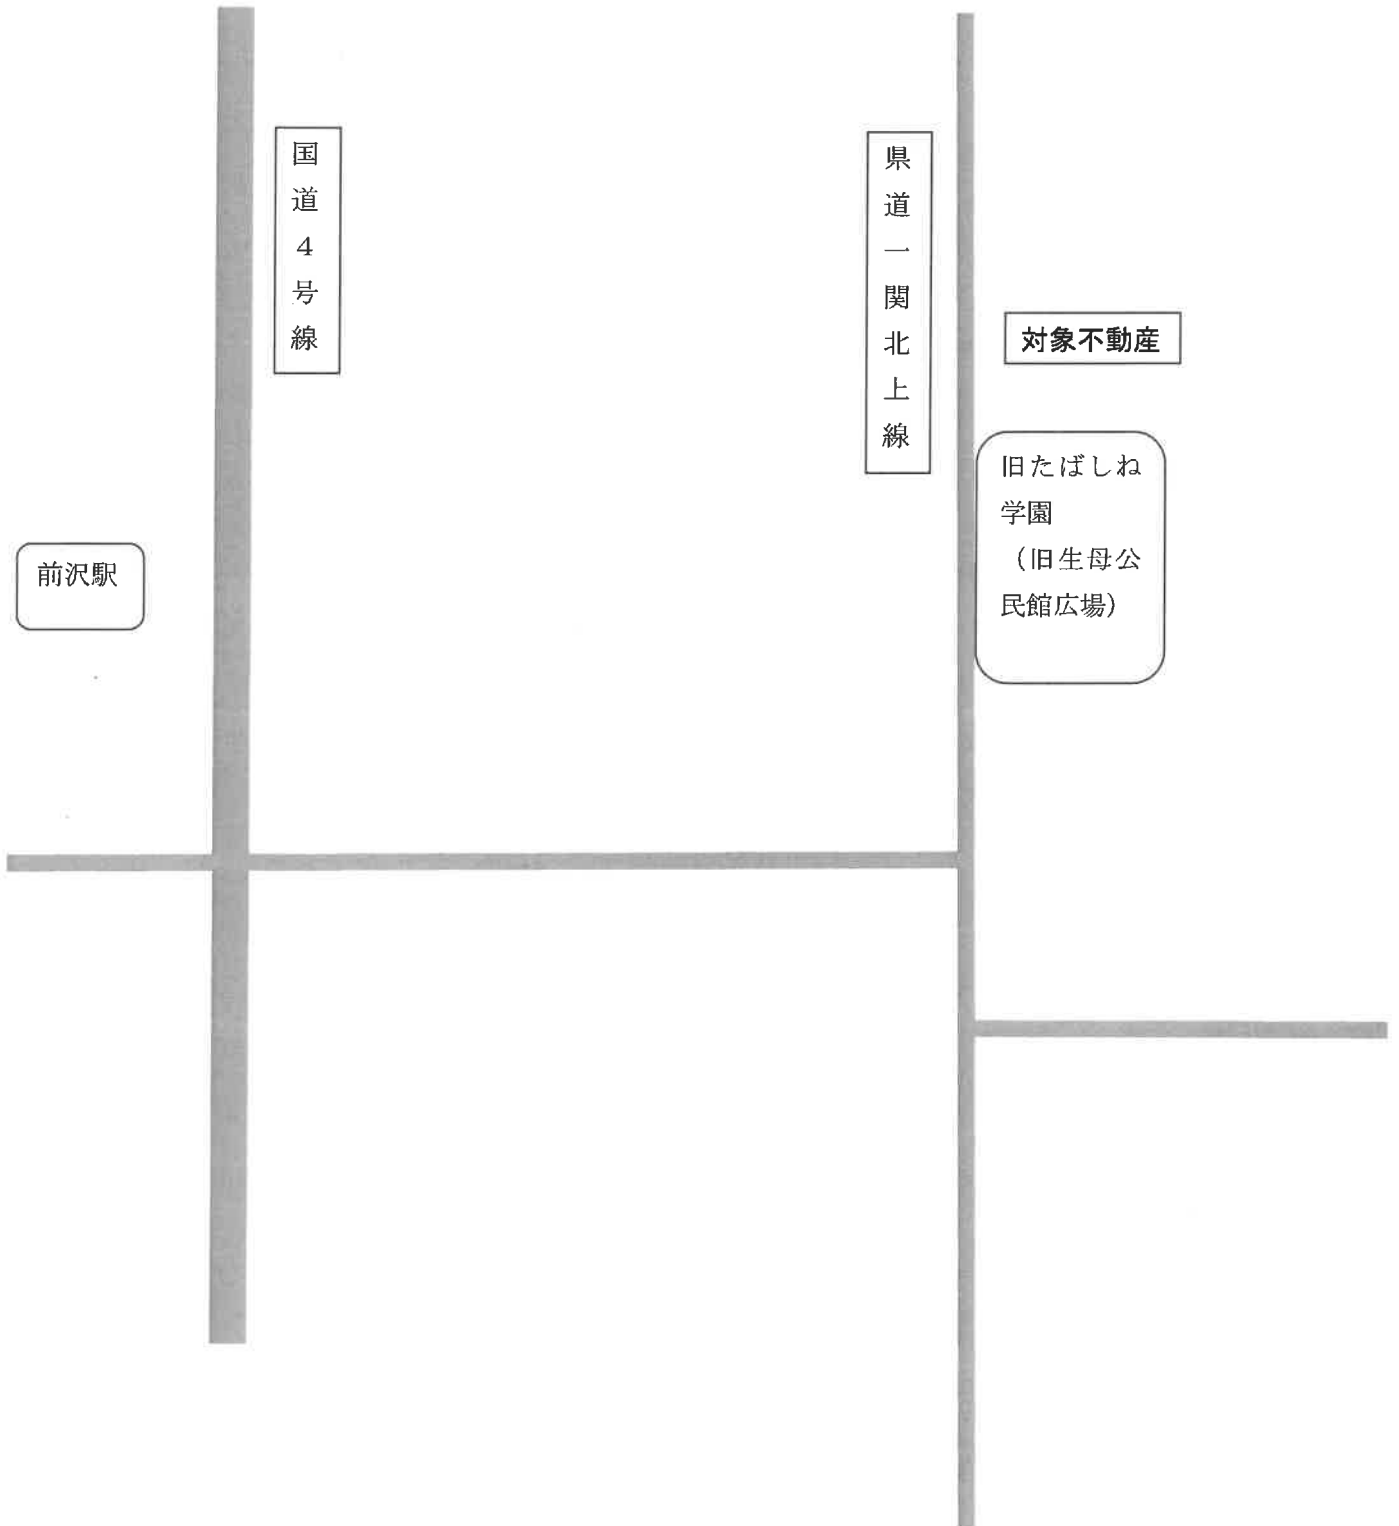 国道４号線
県道一関北上線
対象不動産
旧たばしね
学園
（旧生母公
民館広場）
前沢駅